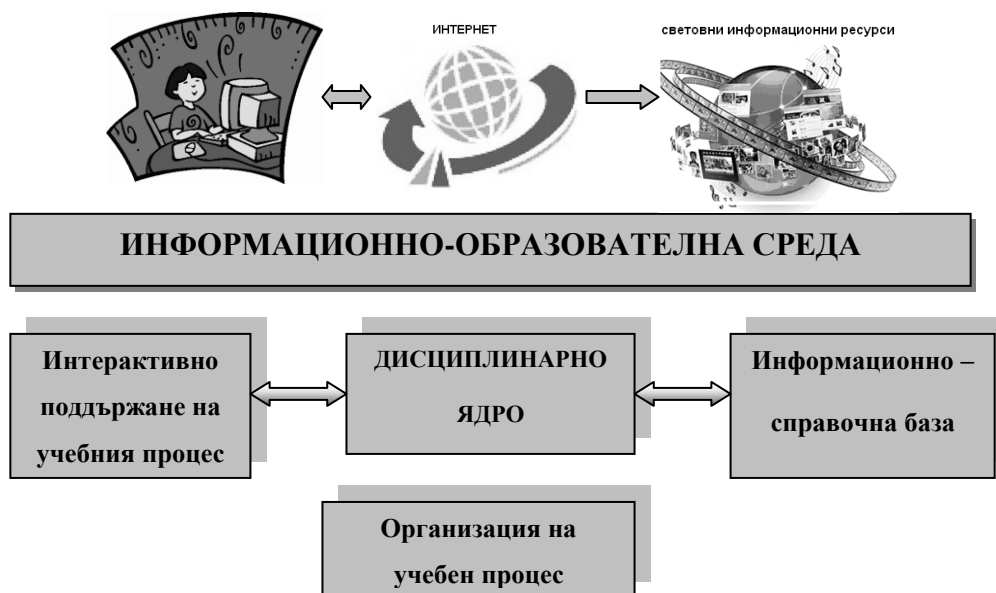 ИНТЕРНЕТ
световни информационни ресурси
ИНФОРМАЦИОННО-ОБРАЗОВАТЕЛНА СРЕДА
Интерактивно
поддържане на
учебния процес
ДИСЦИПЛИНАРНО
ЯДРО
Информационно –
справочна база
Организация на
учебен процес